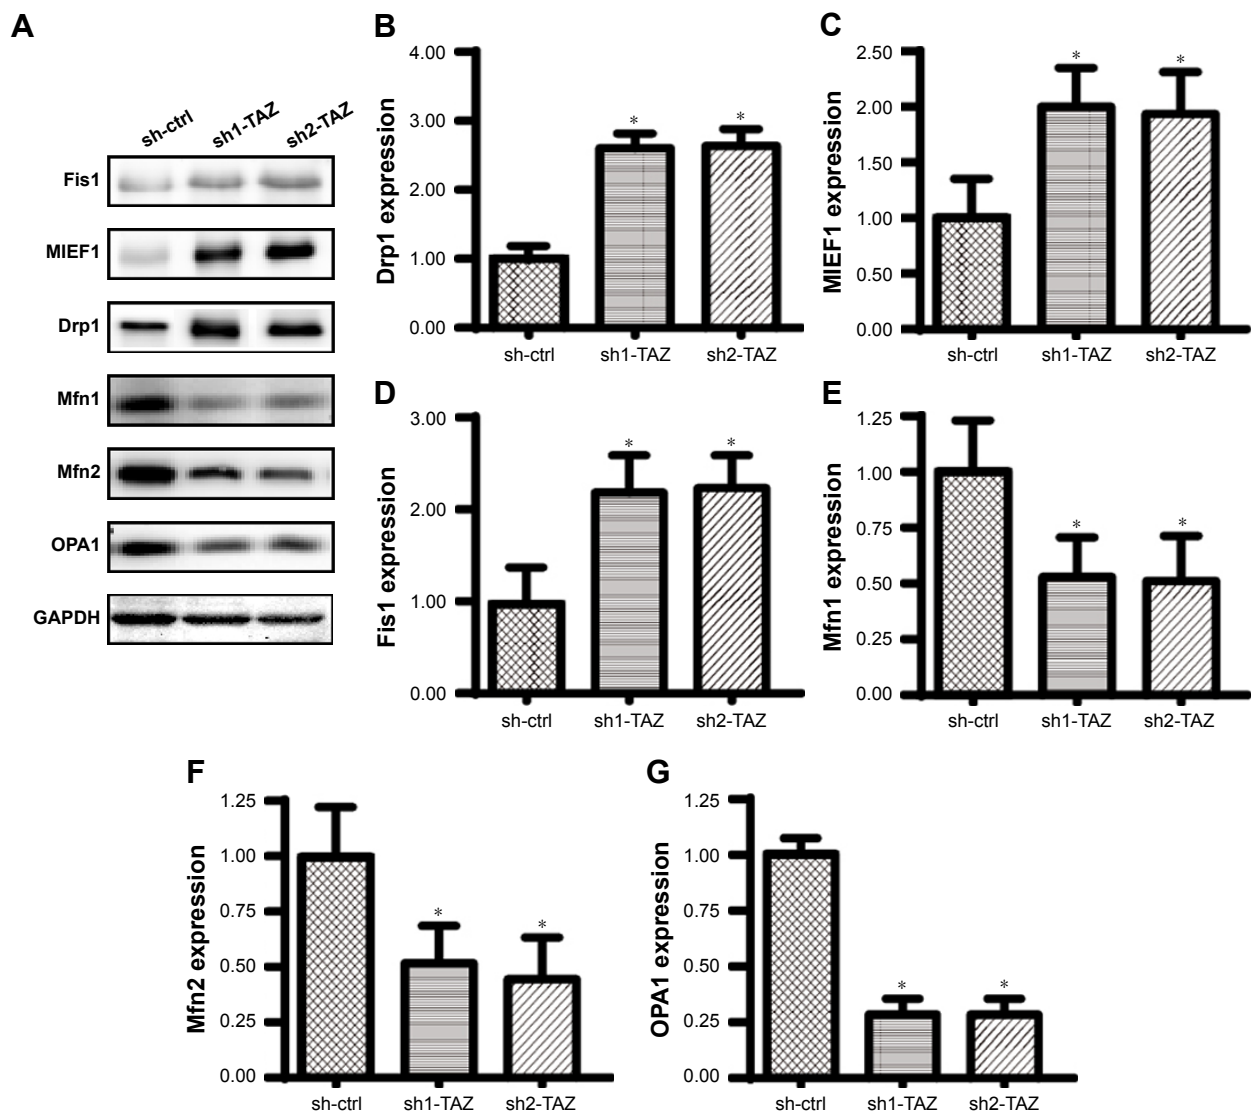 A
sh-ctrl
sh1-TAZ
sh2-TAZ
Fis1
MIEF1
Drp1
Mfn1
Mfn2
OPA1
GAPDH
B
Drp1 expression
4.00
3.00
2.00
1.00
0.00
*
*
sh-ctrl
sh1-TAZ
sh2-TAZ
C
MIEF1 expression
2.50
2.00
1.50
1.00
0.50
0.00
*
*
sh-ctrl
sh1-TAZ
sh2-TAZ
D
Fis1 expression
3.00
2.00
1.00
0.00
*
*
sh-ctrl
sh1-TAZ
sh2-TAZ
E
Mfn1 expression
1.25
1.00
0.75
0.50
0.25
0.00
*
*
sh-ctrl
sh1-TAZ
sh2-TAZ
F
Mfn2 expression
1.25
1.00
0.75
0.50
0.25
0.00
*
*
sh-ctrl
sh1-TAZ
sh2-TAZ
G
OPA1 expression
1.25
1.00
0.75
0.50
0.25
0.00
*
*
sh-ctrl
sh1-TAZ
sh2-TAZ